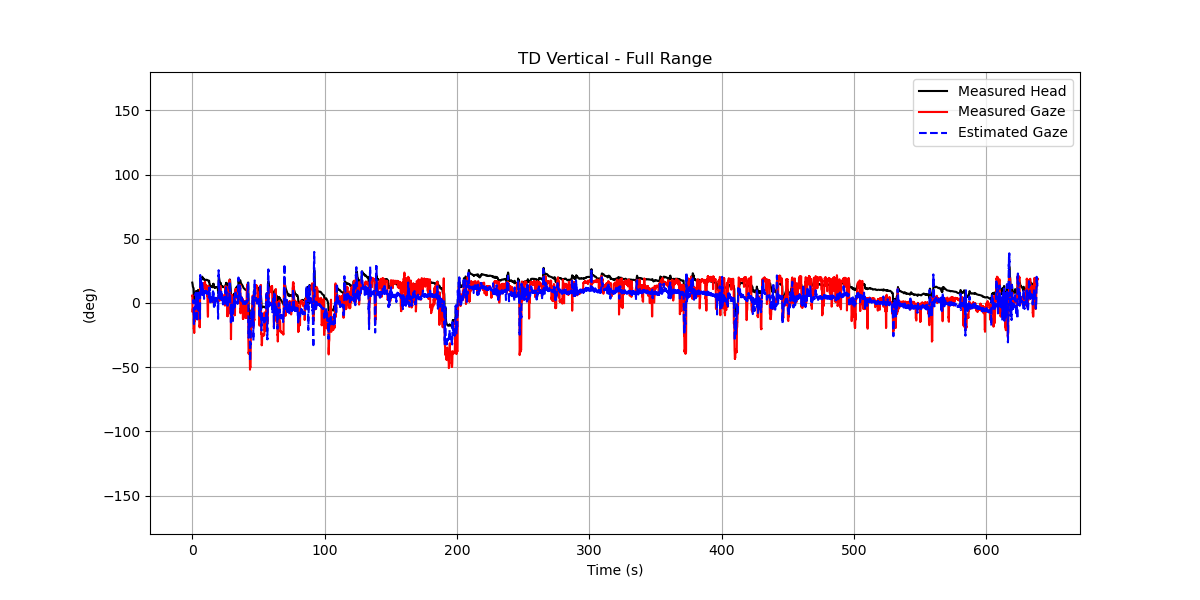 TD Vertical - Full Range
Measured Head
Measured Gaze
Estimated Gaze
(deg)
150
100
50
0
−50
−100
−150
0 100 200 300 400 500 600
Time (s)